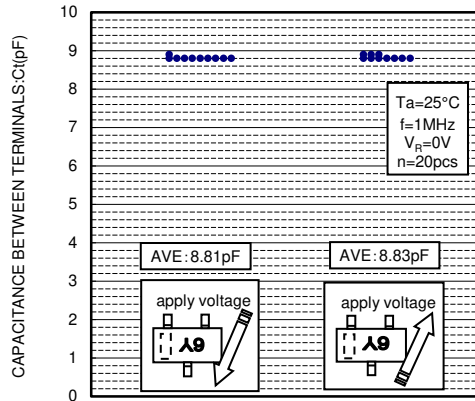 CAPACITANCE BETWEEN TERMINALS:Ct(pF)
10
9
8
7
6
5
4
3
2
1
0
Ta=25°C
f=1MHz
V_R=0V
n=20pcs
AVE:8.81pF
AVE:8.83pF
apply voltage
apply voltage